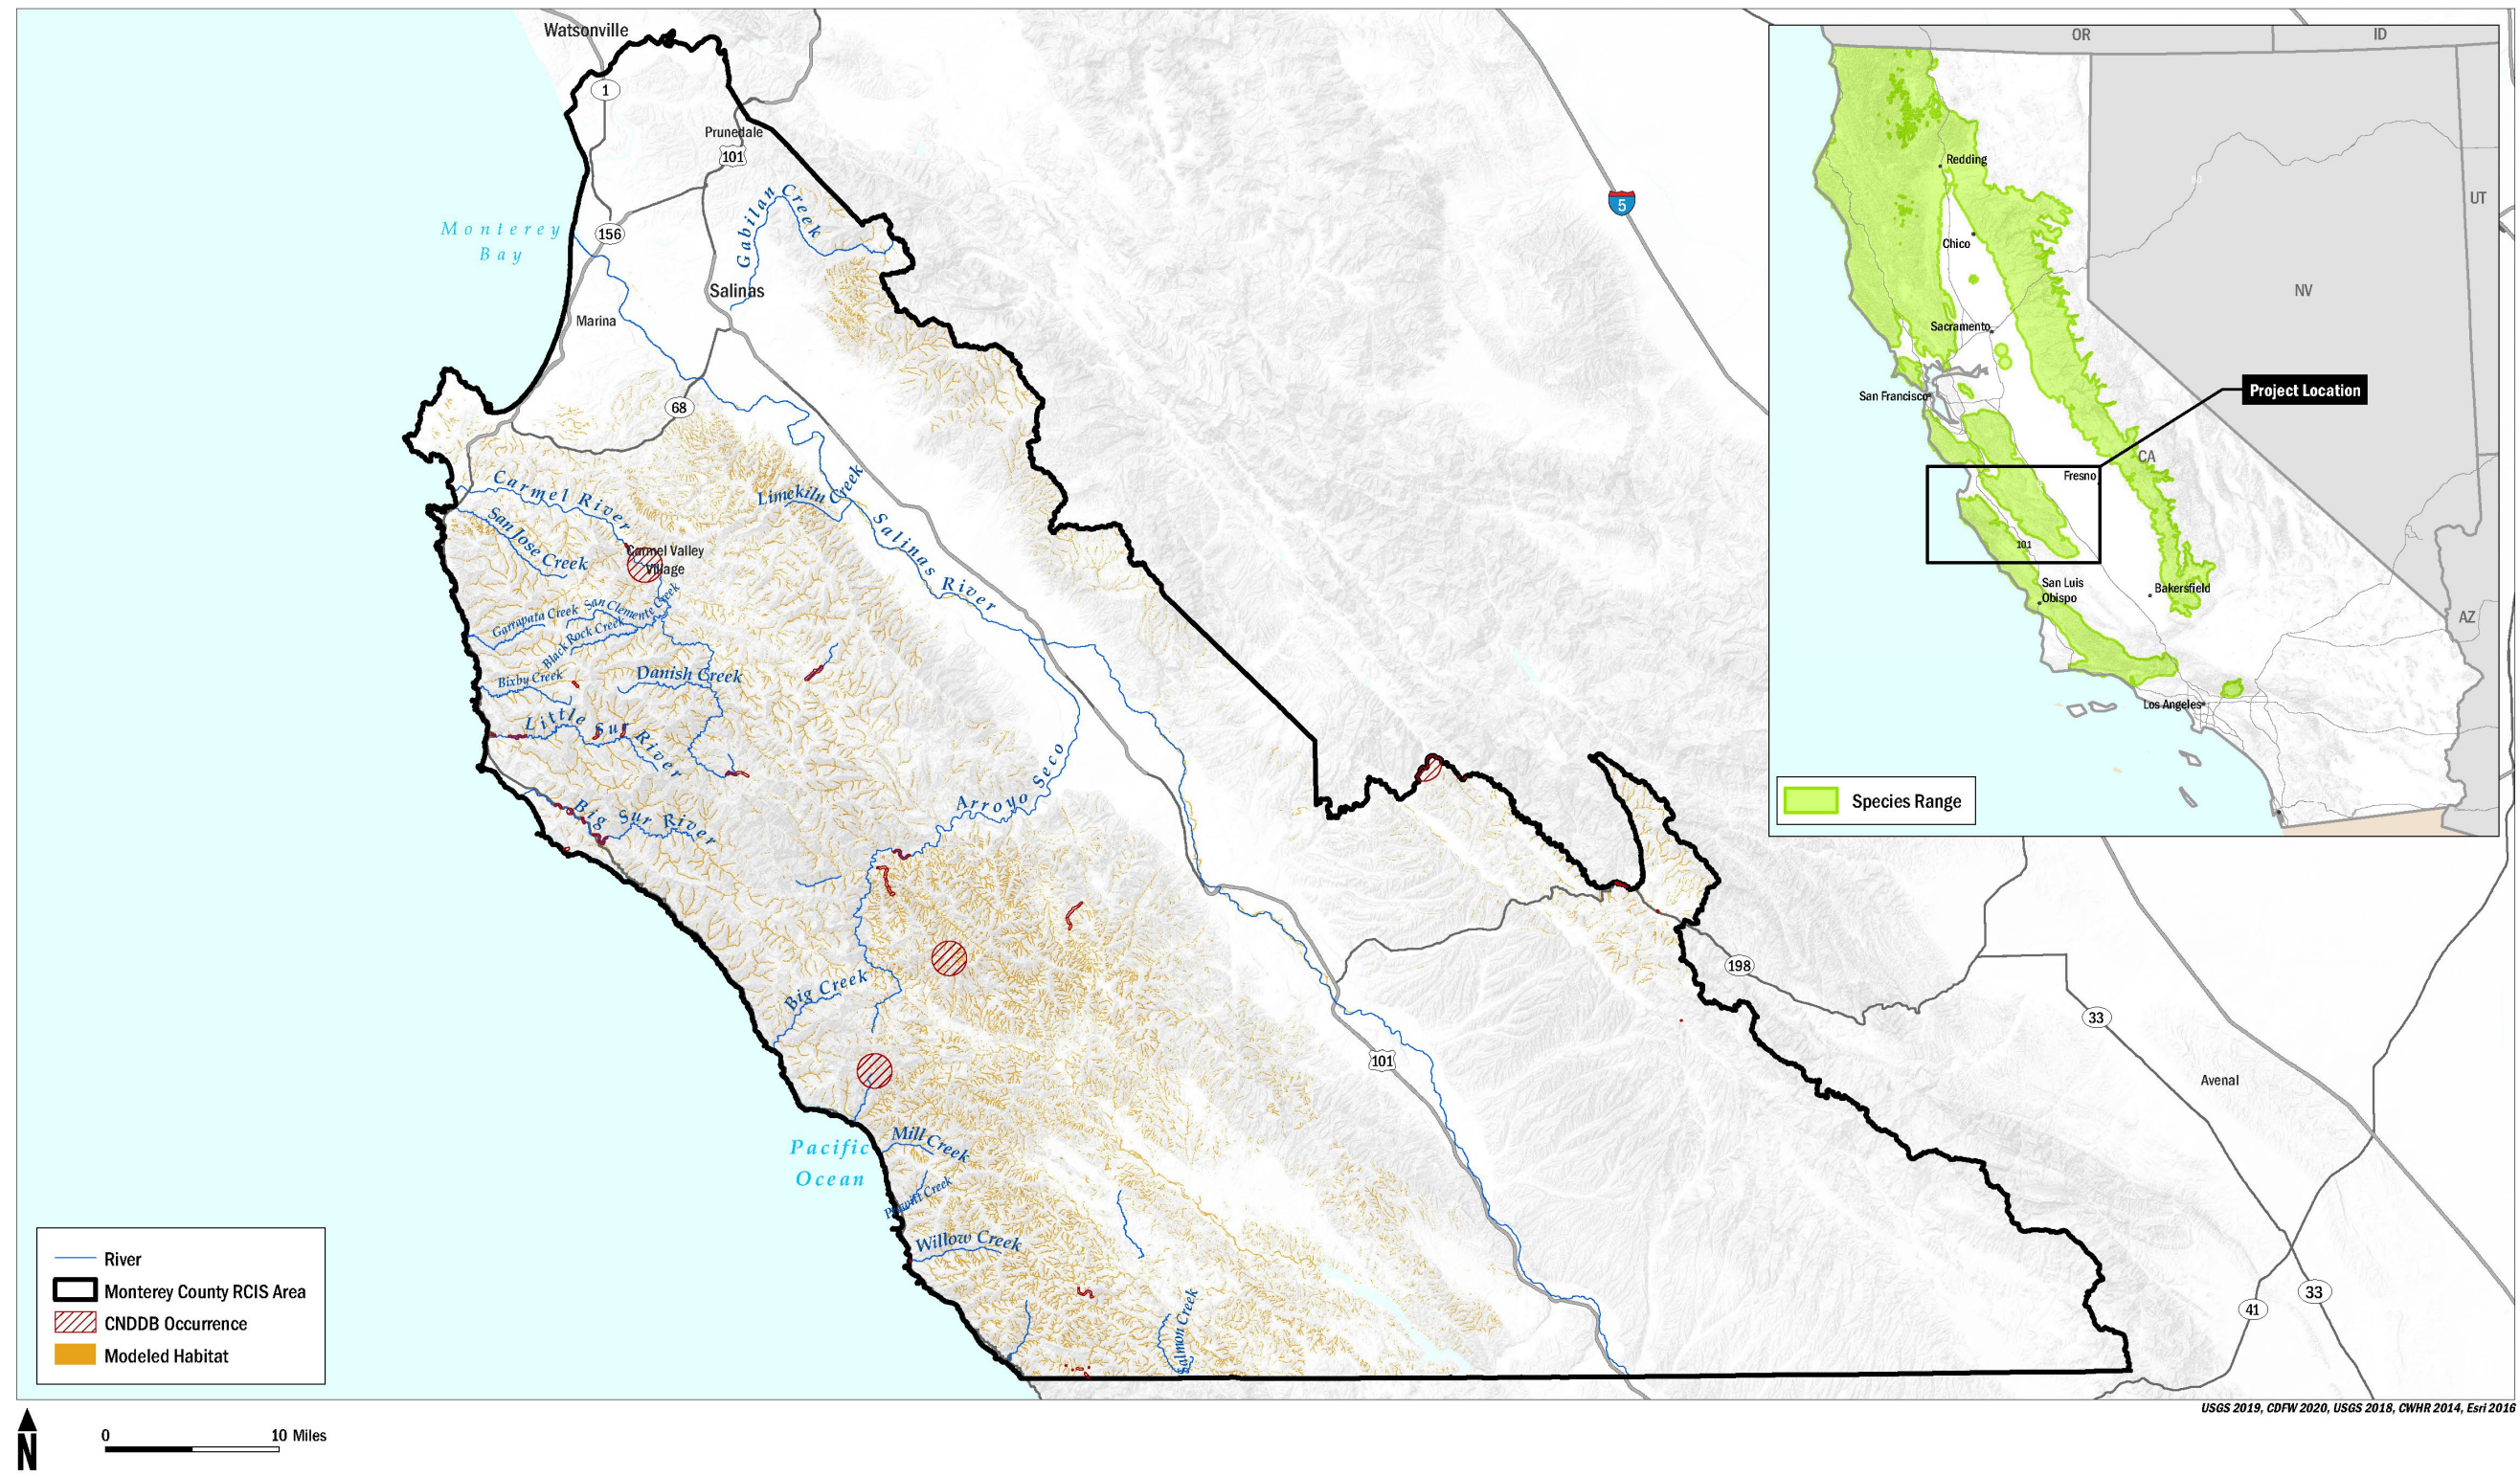 Watsonville
1
Prunedale
101
Monterey
Bay
156
Gabilan Creek
Salinas
Marina
68
5
Carmel River
San Jose Creek
Limekiln Creek
Salinas River
Carmel Valley
Village
Garrapata Creek
San Clemente Creek
Black Rock Creek
Bixby Creek
Danish Creek
Little Sur River
Big Sur River
Arroyo Seco
Big Creek
198
33
101
Avenal
Pacific
Ocean
Mill Creek
Creek
Willow Creek
Salmon Creek
41
33
OR
ID
UT
Redding
80
Chico
NV
Sacramento
San Francisco
Project Location
CA
Fresno
101
San Luis
Obispo
Bakersfield
AZ
Los Angeles
Species Range
River
Monterey County RCIS Area
CNDDB Occurrence
Modeled Habitat
USGS 2019, CDFW 2020, USGS 2018, CWHR 2014, Esri 2016
N
0 10 Miles